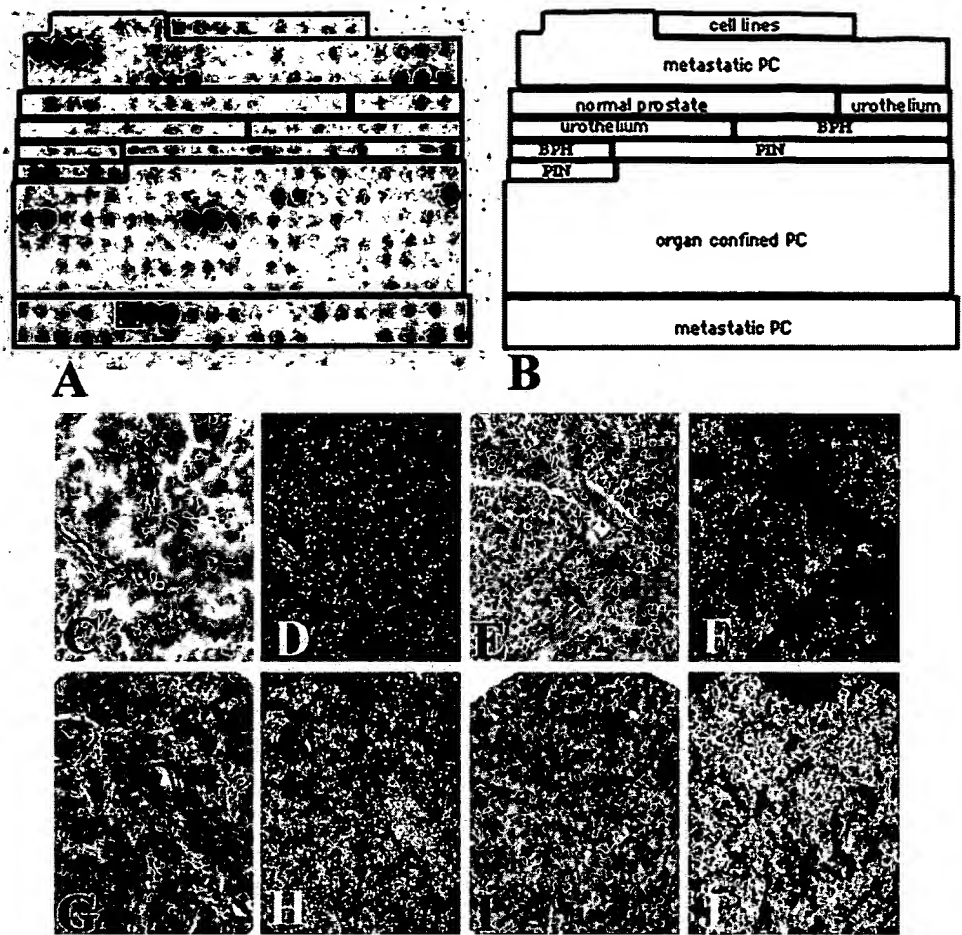 cell lines
metastatic PC
normal prostate urothelium
urothelium BPH
BPH PIN
PIN
organ confined PC
metastatic PC
A B
C D E F
G H I J